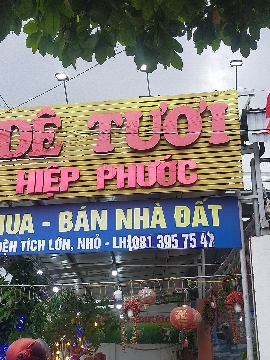 DÊ TƯƠI
HIỆP PHƯỚC
MUA - BÁN NHÀ ĐẤT
DIỆN TÍCH LỚN, NHỎ - LH: 081 395 75 47